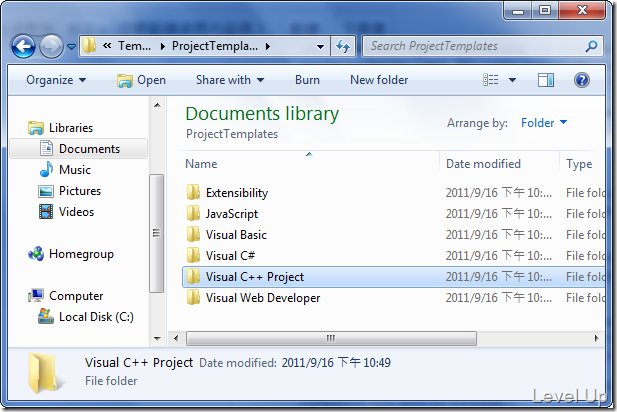 « Tem... ▸ ProjectTempla... ▸
Search ProjectTemplates
Organize Open Share with Burn New folder
Libraries
Documents
Music
Pictures
Videos
Homegroup
Computer
Local Disk (C:)
Documents library
ProjectTemplates
Arrange by: Folder
Name Date modified Type
Extensibility 2011/9/16 下午 10:... File fold
JavaScript 2011/9/16 下午 10:... File fold
Visual Basic 2011/9/16 下午 10:... File fold
Visual C# 2011/9/16 下午 10:... File fold
Visual C++ Project 2011/9/16 下午 10:... File fold
Visual Web Developer 2011/9/16 下午 10:... File fold
Visual C++ Project Date modified: 2011/9/16 下午 10:49
File folder
Level Up